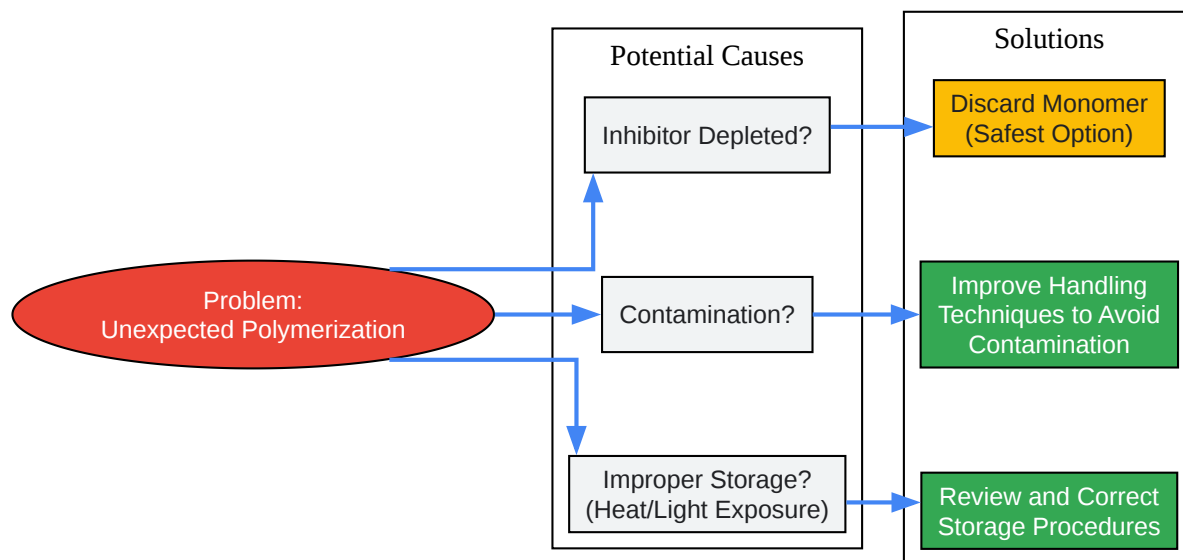 Potential Causes
Solutions
Inhibitor Depleted?
Discard Monomer
(Safest Option)
Problem:
Unexpected Polymerization
Contamination?
Improve Handling
Techniques to Avoid
Contamination
Improper Storage?
(Heat/Light Exposure)
Review and Correct
Storage Procedures